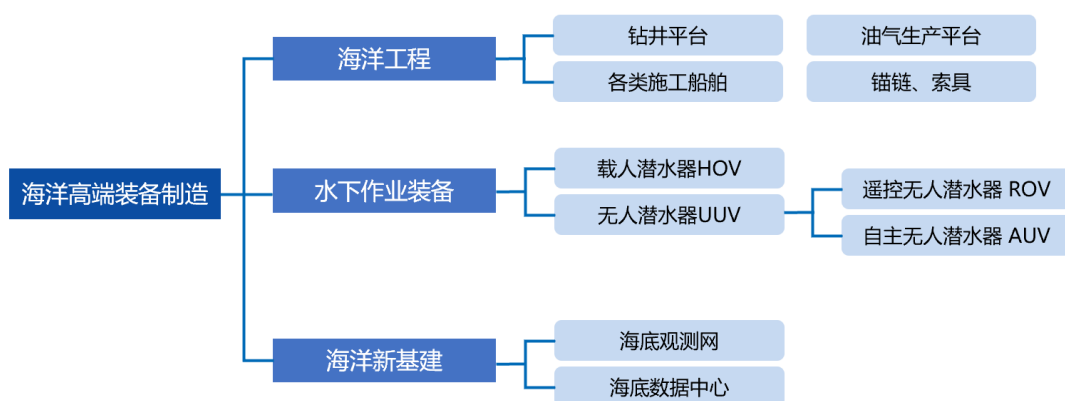 海洋高端装备制造
海洋工程
钻井平台
油气生产平台
各类施工船舶
锚链、索具
水下作业装备
载人潜水器HOV
无人潜水器UUV
遥控无人潜水器 ROV
自主无人潜水器 AUV
海洋新基建
海底观测网
海底数据中心